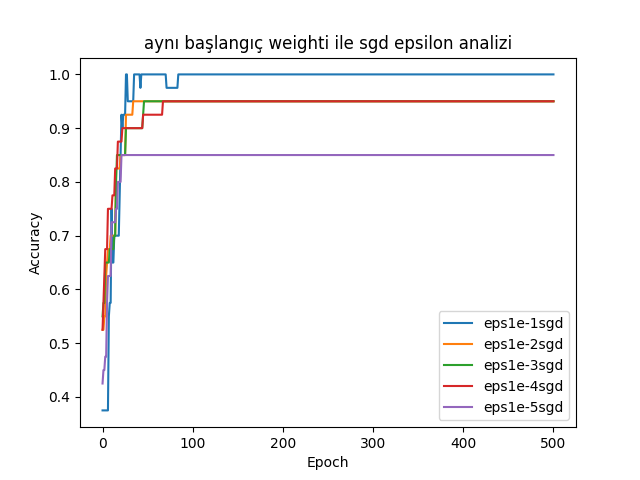 aynı başlangıç weighti ile sgd epsilon analizi
1.0
0.9
0.8
0.7
0.6
0.5
0.4
Accuracy
eps1e-1sgd
eps1e-2sgd
eps1e-3sgd
eps1e-4sgd
eps1e-5sgd
0 100 200 300 400 500
Epoch